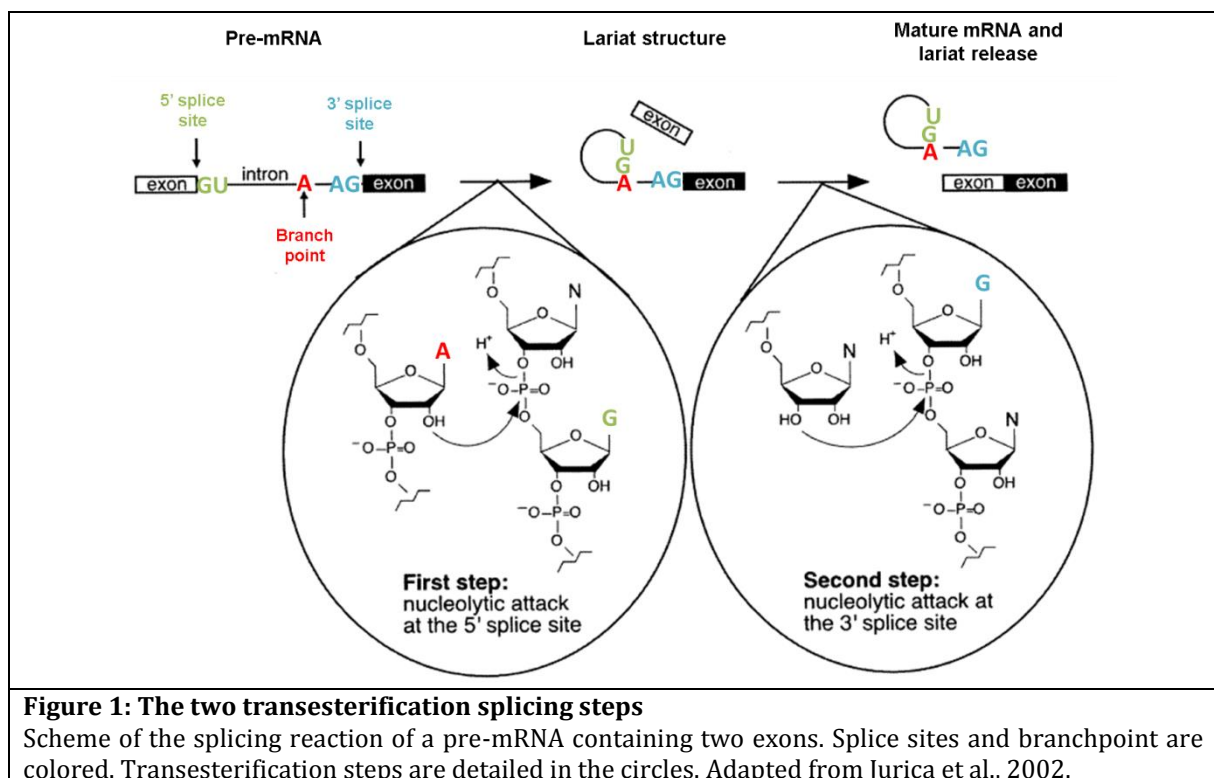 Pre-mRNA
Lariat structure
Mature mRNA and
lariat release
5' splice
site
3' splice
site
exon GU intron A AG exon
Branch
point
exon
U
G
A AG exon
U
G
A AG
exon exon
O
O
A
OH
O
⁻O-P=O
O
O
N
O
H⁺
O OH
⁻O-P=O
O
G
O
O OH
⁻O-P=O
O
First step:
nucleolytic attack
at the 5' splice site
O
O
N
HO OH
O
G
O
H⁺
O OH
⁻O-P=O
O
N
O
O OH
⁻O-P=O
O
Second step:
nucleolytic attack at
the 3' splice site
Figure 1: The two transesterification splicing steps
Scheme of the splicing reaction of a pre-mRNA containing two exons. Splice sites and branchpoint are
colored. Transesterification steps are detailed in the circles. Adapted from Jurica et al., 2002.